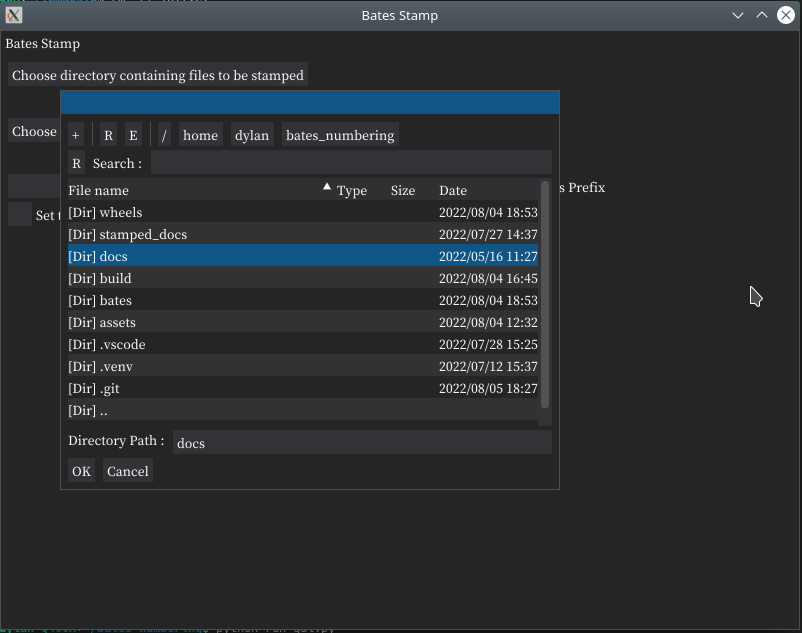 Bates Stamp
Bates Stamp
Choose directory containing files to be stamped
Choose
+ R E / home dylan bates_numbering
R Search :
File name Type Size Date
s Prefix
[Dir] wheels 2022/08/04 18:53
Set t
[Dir] stamped_docs 2022/07/27 14:37
[Dir] docs 2022/05/16 11:27
[Dir] build 2022/08/04 16:45
[Dir] bates 2022/08/04 18:53
[Dir] assets 2022/08/04 12:32
[Dir] .vscode 2022/07/28 15:25
[Dir] .venv 2022/07/12 15:37
[Dir] .git 2022/08/05 18:27
[Dir] ..
Directory Path : docs
OK Cancel